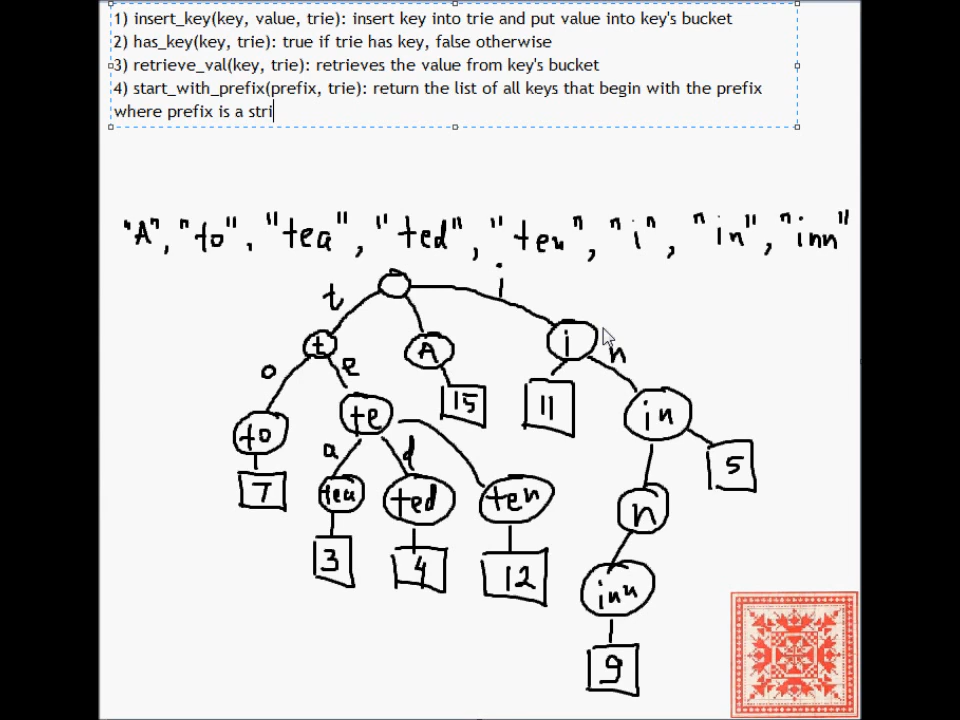 1) insert_key(key, value, trie): insert key into trie and put value into key's bucket
2) has_key(key, trie): true if trie has key, false otherwise
3) retrieve_val(key, trie): retrieves the value from key's bucket
4) start_with_prefix(prefix, trie): return the list of all keys that begin with the prefix
where prefix is a stri
"A", "to", "tea", "ted", "ten", "i", "in", "inn"
t i
t A i
o e n
to te 15 11 in
a d
7 tea ted ten n 5
3 4 12 inn
9